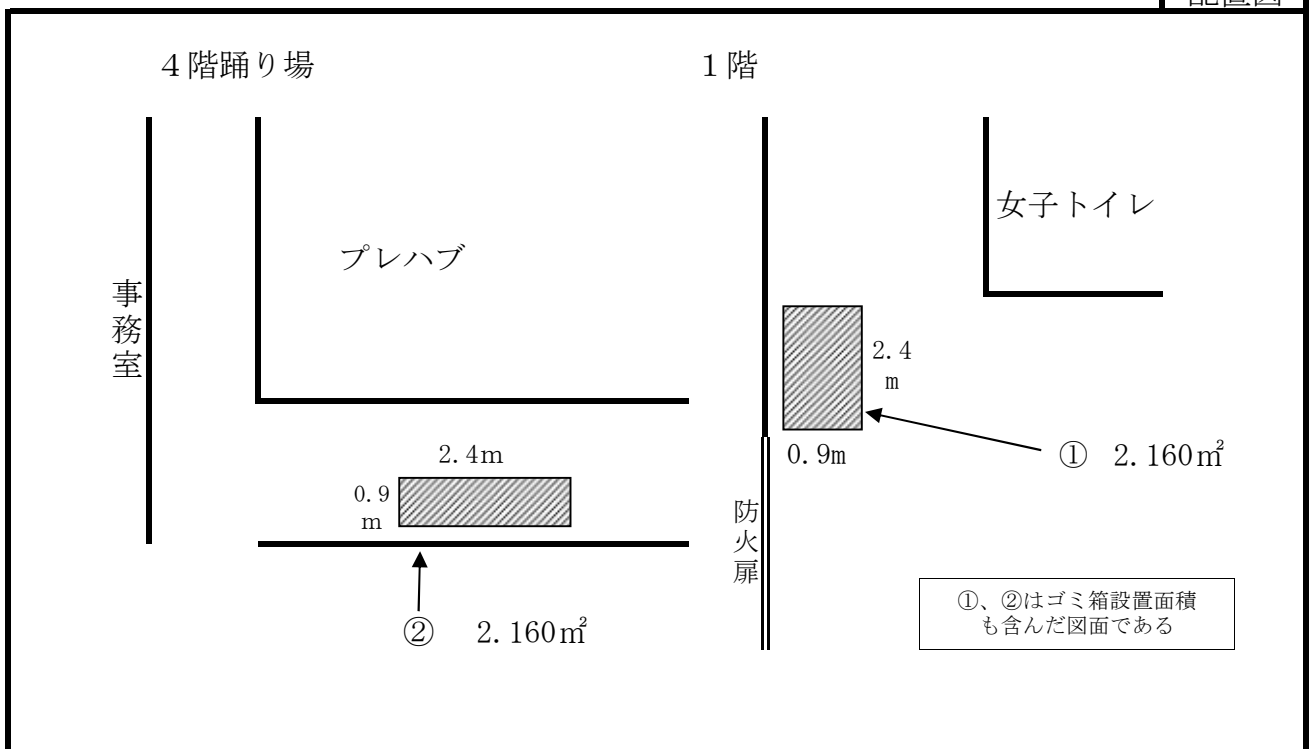 配置図
４階踊り場
１階
女子トイレ
プレハブ
事務室
2.4
m
0.9m
① 2.160㎡
2.4m
0.9
m
防火扉
①、②はゴミ箱設置面積
も含んだ図面である
② 2.160㎡